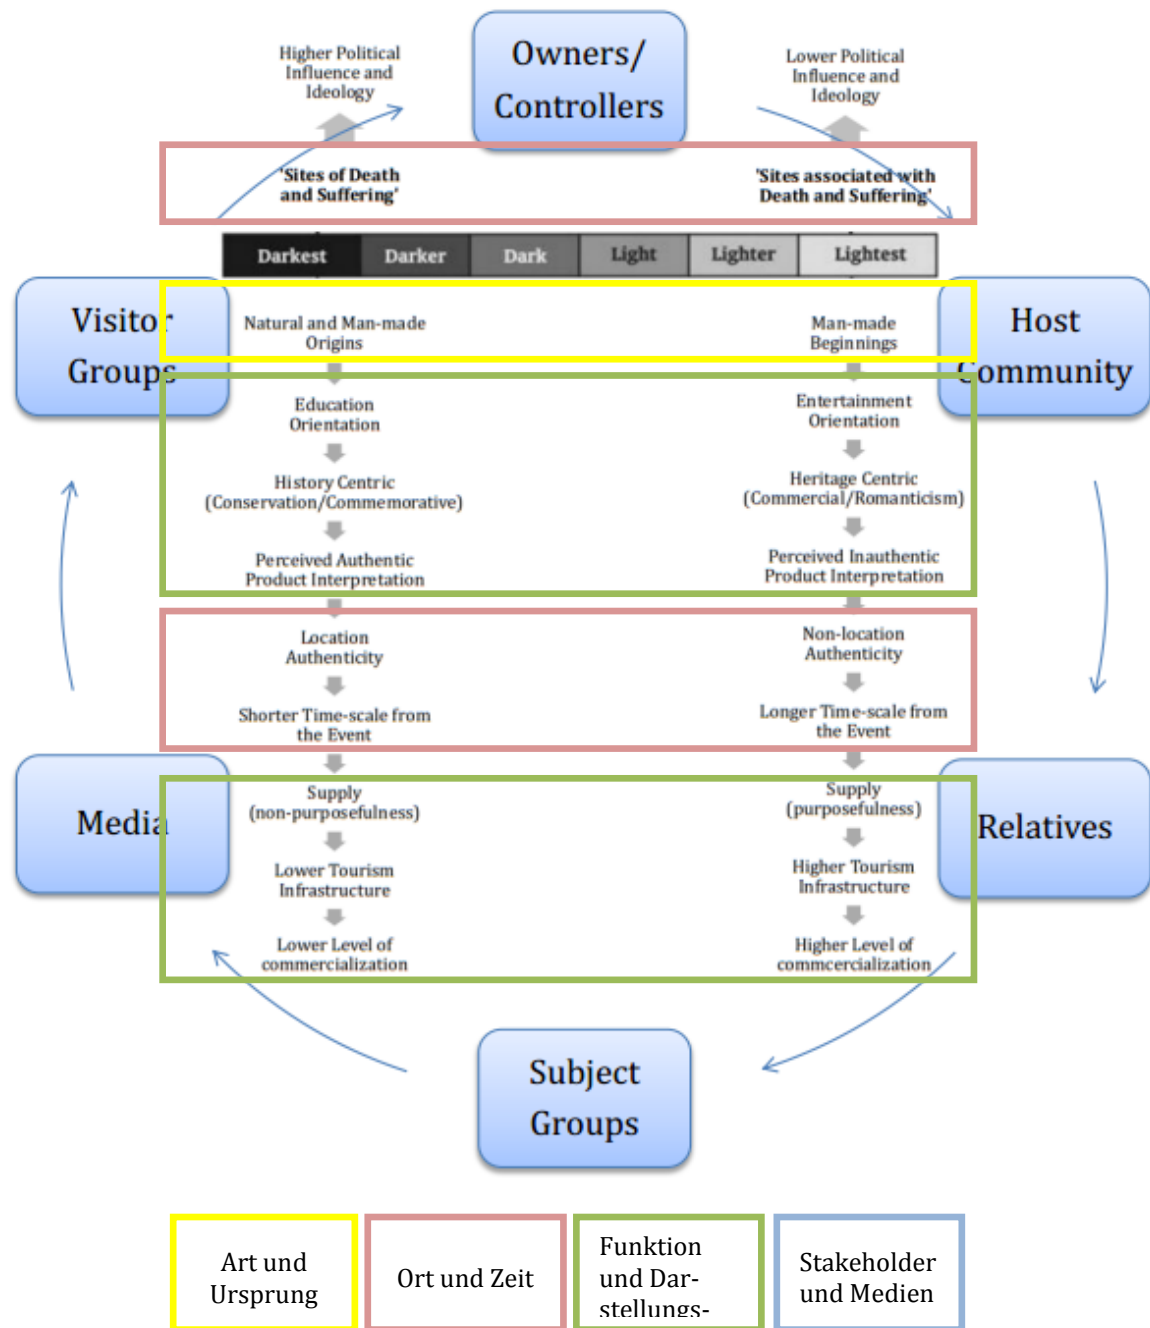 Higher Political
Influence and
Ideology
Owners/
Controllers
Lower Political
Influence and
Ideology
'Sites of Death
and Suffering'
'Sites associated with
Death and Suffering'
Darkest
Darker
Dark
Light
Lighter
Lightest
Visitor
Groups
Host
Community
Natural and Man-made
Origins
Man-made
Beginnings
Education
Orientation
Entertainment
Orientation
History Centric
(Conservation/Commemorative)
Heritage Centric
(Commercial/Romanticism)
Perceived Authentic
Product Interpretation
Perceived Inauthentic
Product Interpretation
Location
Authenticity
Non-location
Authenticity
Shorter Time-scale from
the Event
Longer Time-scale from
the Event
Media
Relatives
Supply
(non-purposefulness)
Supply
(purposefulness)
Lower Tourism
Infrastructure
Higher Tourism
Infrastructure
Lower Level of
commercialization
Higher Level of
commcercialization
Subject
Groups
Art und
Ursprung
Ort und Zeit
Funktion
und Dar-
stellungs-
Stakeholder
und Medien